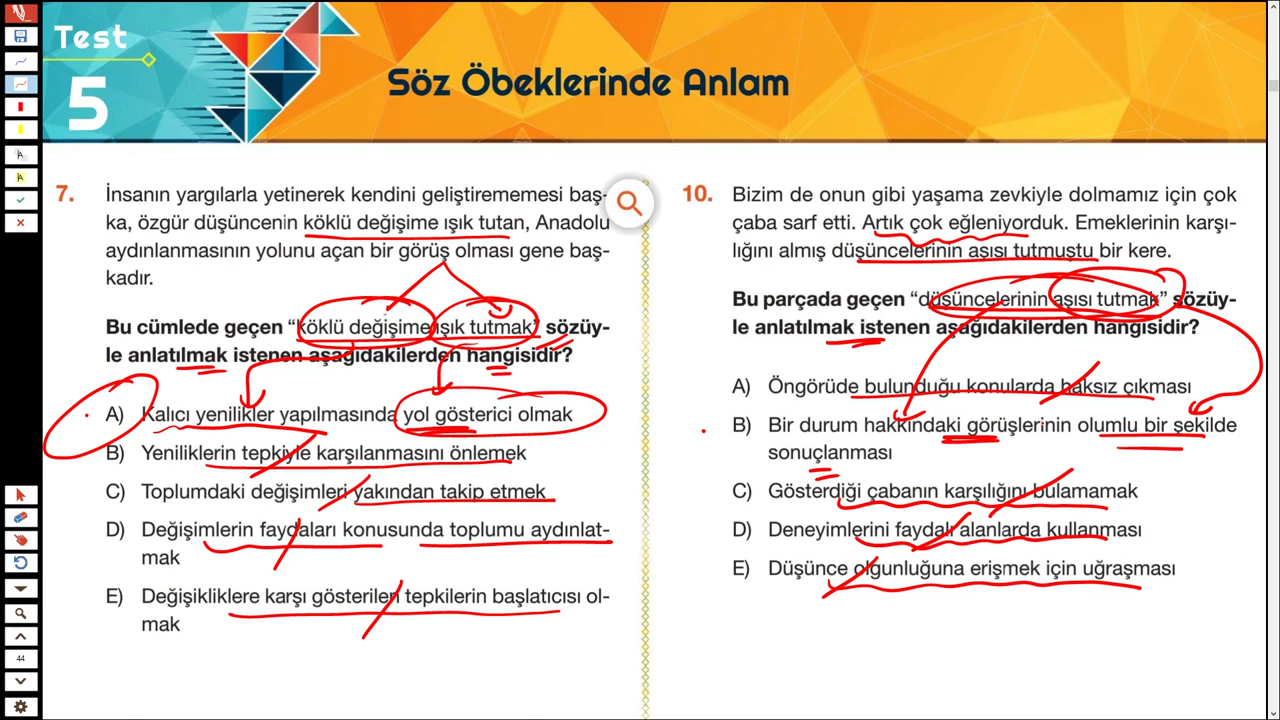 Test
5
Söz Öbeklerinde Anlam
7. İnsanın yargılarla yetinerek kendini geliştirememesi baş-
ka, özgür düşüncenin köklü değişime ışık tutan, Anadolu
aydınlanmasının yolunu açan bir görüş olması gene baş-
kadır.
Bu cümlede geçen “köklü değişime ışık tutmak” sözüy-
le anlatılmak istenen aşağıdakilerden hangisidir?
A) Kalıcı yenilikler yapılmasında yol gösterici olmak
B) Yeniliklerin tepkiyle karşılanmasını önlemek
C) Toplumdaki değişimleri yakından takip etmek
D) Değişimlerin faydaları konusunda toplumu aydınlat-
mak
E) Değişikliklere karşı gösterilen tepkilerin başlatıcısı ol-
mak
10. Bizim de onun gibi yaşama zevkiyle dolmamız için çok
çaba sarf etti. Artık çok eğleniyorduk. Emeklerinin karşı-
lığını almış düşüncelerinin aşısı tutmuştu bir kere.
Bu parçada geçen “düşüncelerinin aşısı tutmak” sözüy-
le anlatılmak istenen aşağıdakilerden hangisidir?
A) Öngörüde bulunduğu konularda haksız çıkması
B) Bir durum hakkındaki görüşlerinin olumlu bir şekilde
sonuçlanması
C) Gösterdiği çabanın karşılığını bulamamak
D) Deneyimlerini faydalı alanlarda kullanması
E) Düşünce olgunluğuna erişmek için uğraşması
44